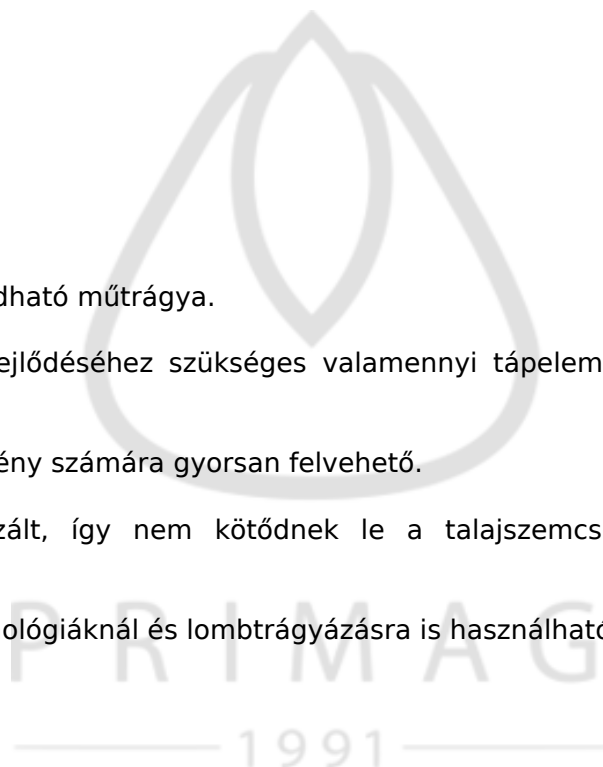 dható műtrágya.
ejlődéséhez szükséges valamennyi tápelem
ény számára gyorsan felvehető.
zált, így nem kötődnek le a talajszemcs
ológiáknál és lombtrágyázásra is használható
PRIMAG
1991